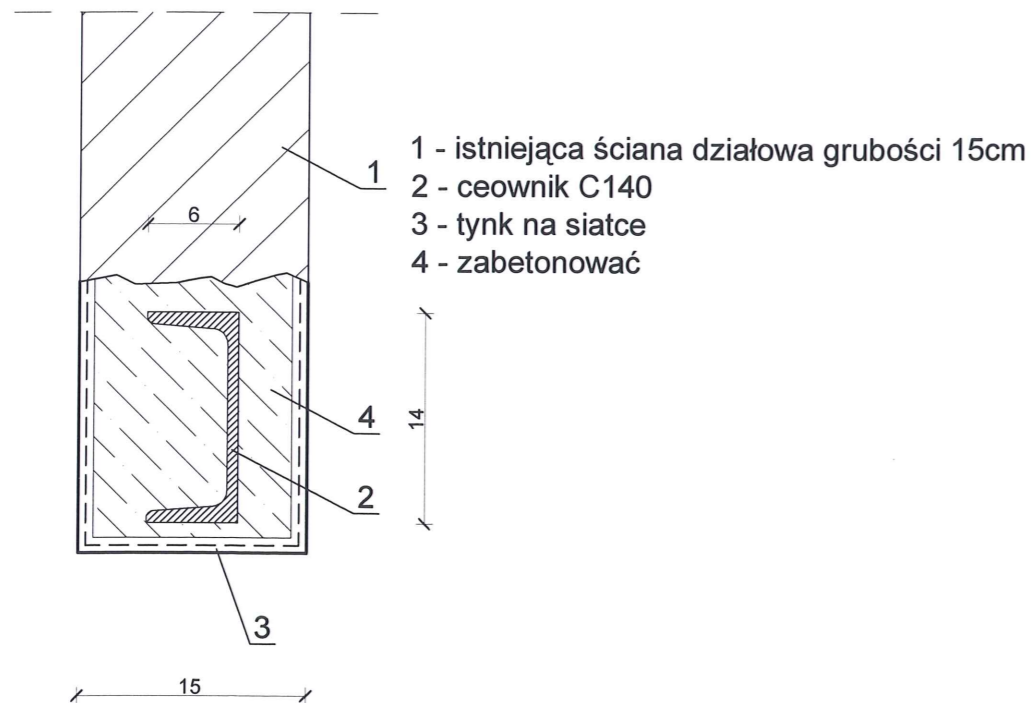 1 - istniejąca ściana działowa grubości 15cm
2 - ceownik C140
3 - tynk na siatce
4 - zabetonować
1
6
4
14
2
3
15